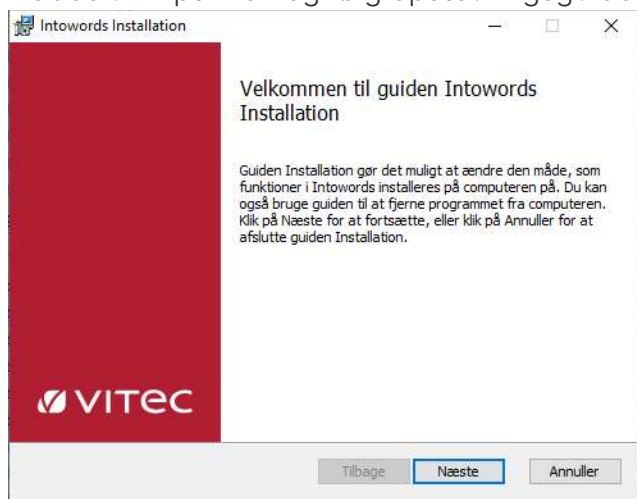 Intowords Installation
Velkommen til guiden Intowords
Installation
Guiden Installation gør det muligt at ændre den måde, som
funktioner i Intowords installeres på computeren på. Du kan
også bruge guiden til at fjerne programmet fra computeren.
Klik på Næste for at fortsætte, eller klik på Annuller for at
afslutte guiden Installation.
VITEC
Tilbage Næste Annuller